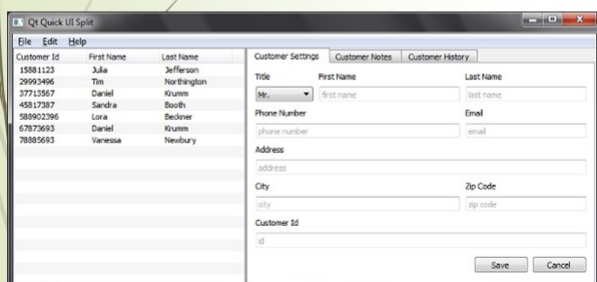 Qt Quick UI Split
File Edit Help
Customer Id First Name Last Name
15881123 Julia Jefferson
29993496 Tim Northington
37713567 Daniel Krumm
45817387 Sandra Booth
588902396 Lora Beckner
67873693 Daniel Krumm
78885693 Vanessa Newbury
Customer Settings Customer Notes Customer History
Title First Name Last Name
Mr. first name last name
Phone Number Email
phone number email
Address
address
City Zip Code
city zip code
Customer Id
id
Save Cancel